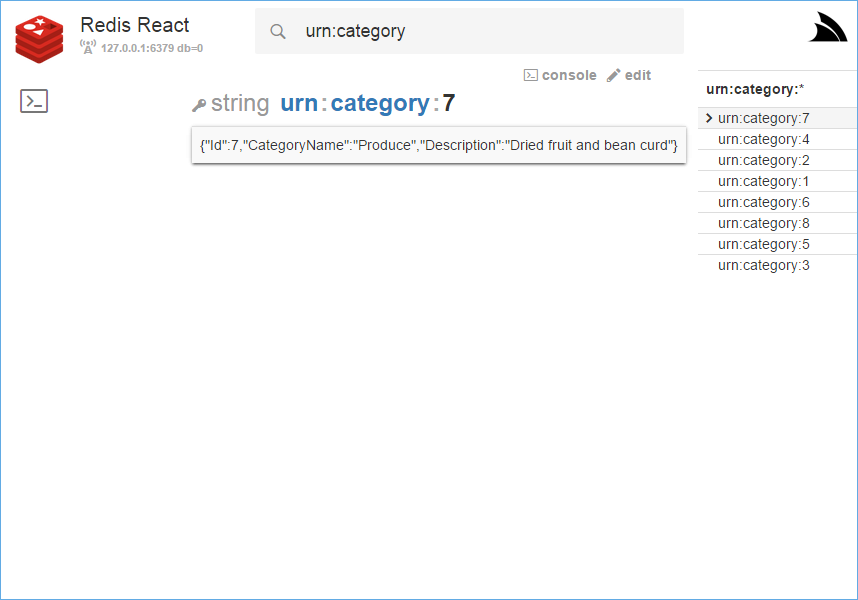 Redis React
127.0.0.1:6379 db=0
urn:category
console edit
string urn:category:7
{"Id":7,"CategoryName":"Produce","Description":"Dried fruit and bean curd"}
urn:category:*
urn:category:7
urn:category:4
urn:category:2
urn:category:1
urn:category:6
urn:category:8
urn:category:5
urn:category:3